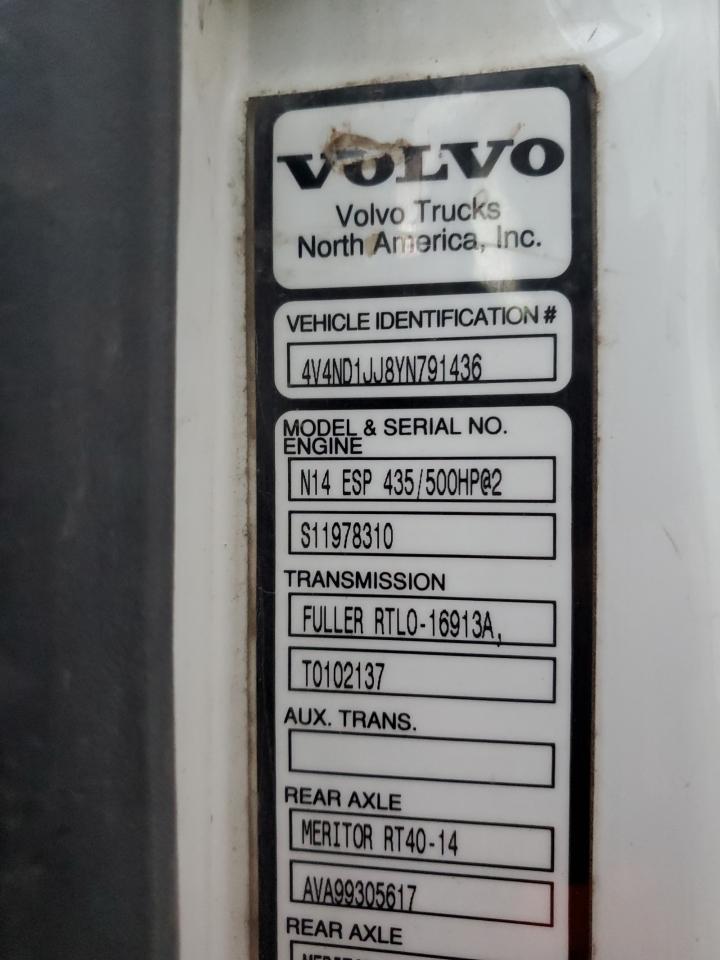 VOLVO
Volvo Trucks
North America, Inc.
VEHICLE IDENTIFICATION #
4V4ND1JJ8YN791436
MODEL & SERIAL NO.
ENGINE
N14 ESP 435/500HP@2
S11978310
TRANSMISSION
FULLER RTLO-16913A,
T0102137
AUX. TRANS.
REAR AXLE
MERITOR RT40-14
AVA99305617
REAR AXLE